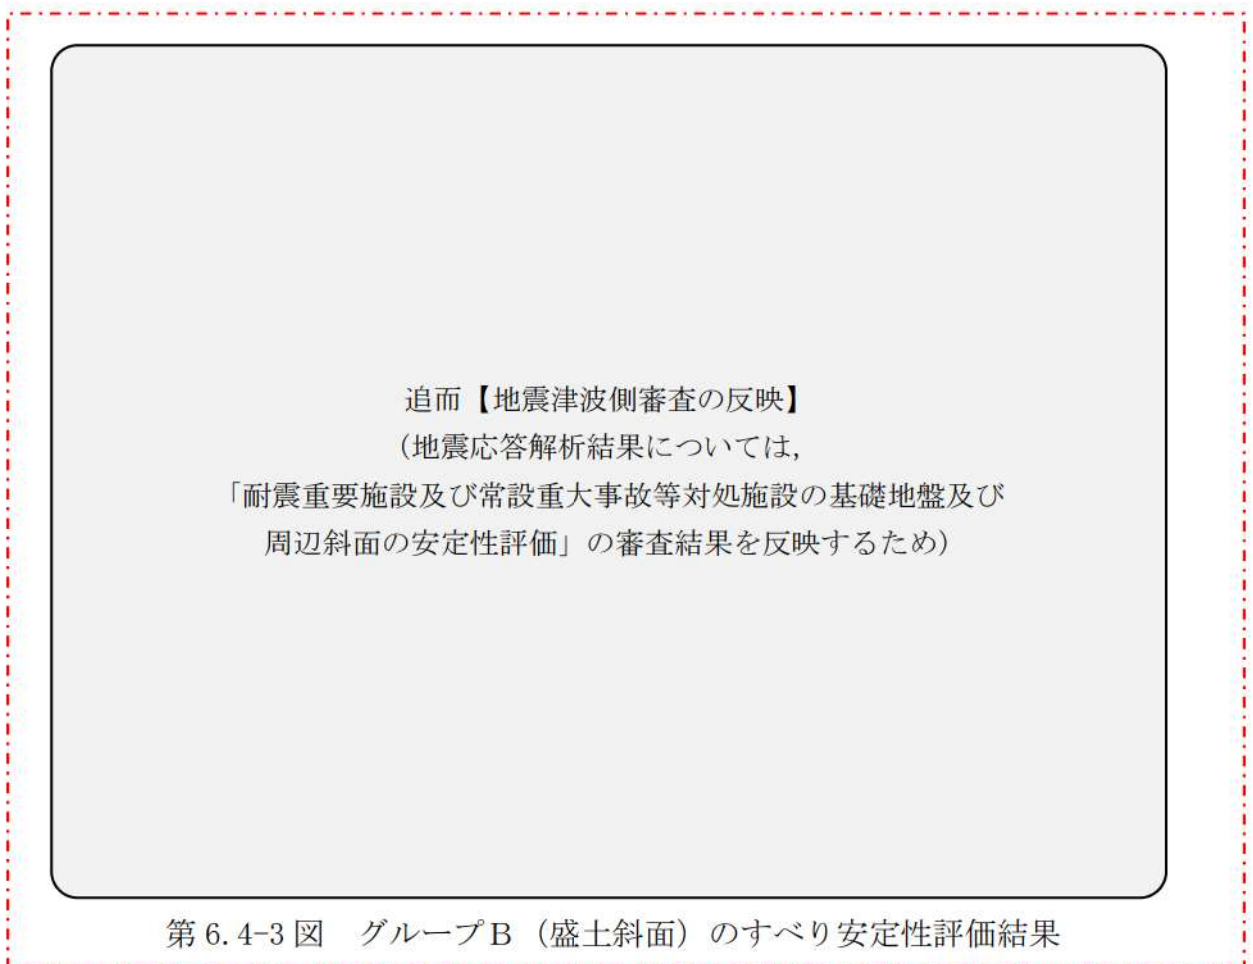 追而【地震津波側審査の反映】
（地震応答解析結果については，
「耐震重要施設及び常設重大事故等対処施設の基礎地盤及び
周辺斜面の安定性評価」の審査結果を反映するため）
第 6.4-3 図　グループＢ（盛土斜面）のすべり安定性評価結果